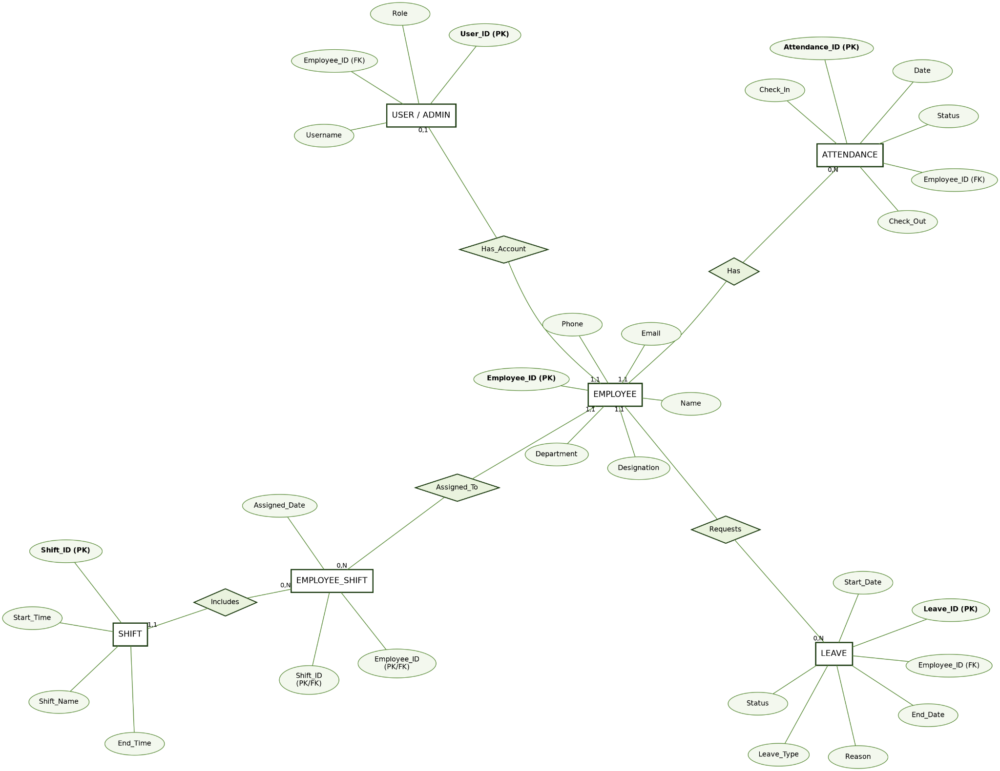 Role
User_ID (PK)
Employee_ID (FK)
USER / ADMIN
0,1
Username
Attendance_ID (PK)
Date
Check_In
Status
ATTENDANCE
0,N
Employee_ID (FK)
Check_Out
Has_Account
Has
Phone
Email
Employee_ID (PK)
1,1
1,1
EMPLOYEE
Name
1,1
1,1
Department
Designation
Assigned_To
Requests
Assigned_Date
0,N
EMPLOYEE_SHIFT
0,N
Includes
Shift_ID (PK)
Start_Time
1,1
SHIFT
Shift_Name
End_Time
Shift_ID
(PK/FK)
Employee_ID
(PK/FK)
Start_Date
Leave_ID (PK)
0,N
LEAVE
Employee_ID (FK)
Status
End_Date
Leave_Type
Reason